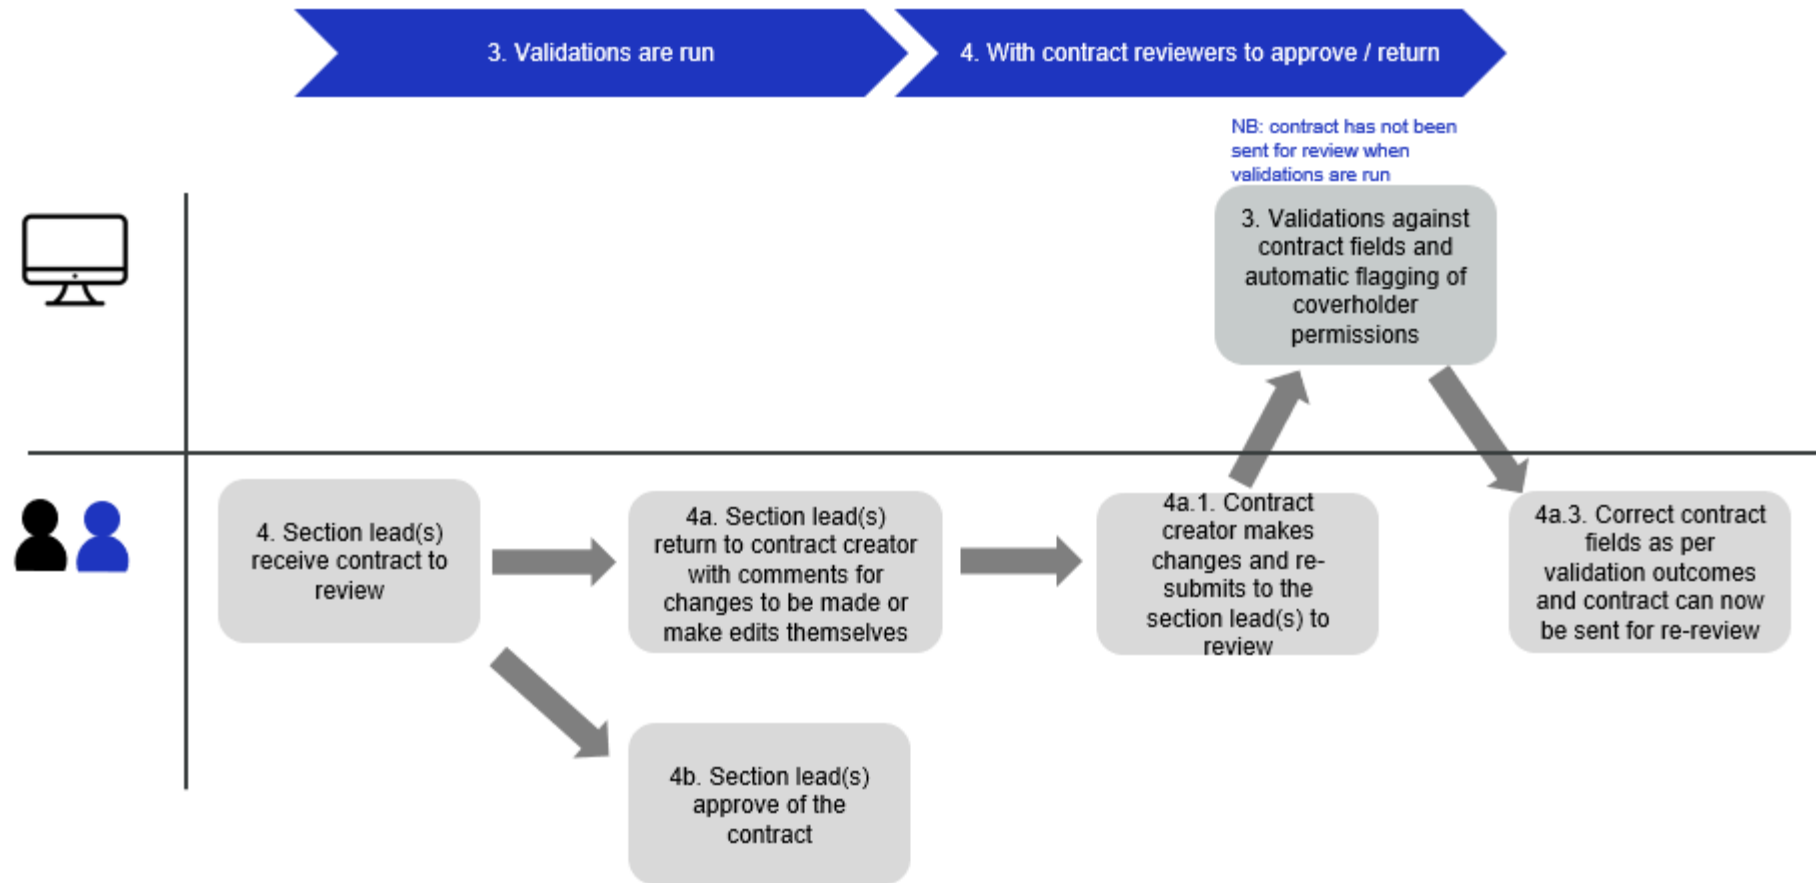 3. Validations are run
4. With contract reviewers to approve / return
NB: contract has not been
sent for review when
validations are run
3. Validations against
contract fields and
automatic flagging of
coverholder
permissions
4. Section lead(s)
receive contract to
review
4a. Section lead(s)
return to contract creator
with comments for
changes to be made or
make edits themselves
4a.1. Contract
creator makes
changes and re-
submits to the
section lead(s) to
review
4a.3. Correct contract
fields as per
validation outcomes
and contract can now
be sent for re-review
4b. Section lead(s)
approve of the
contract